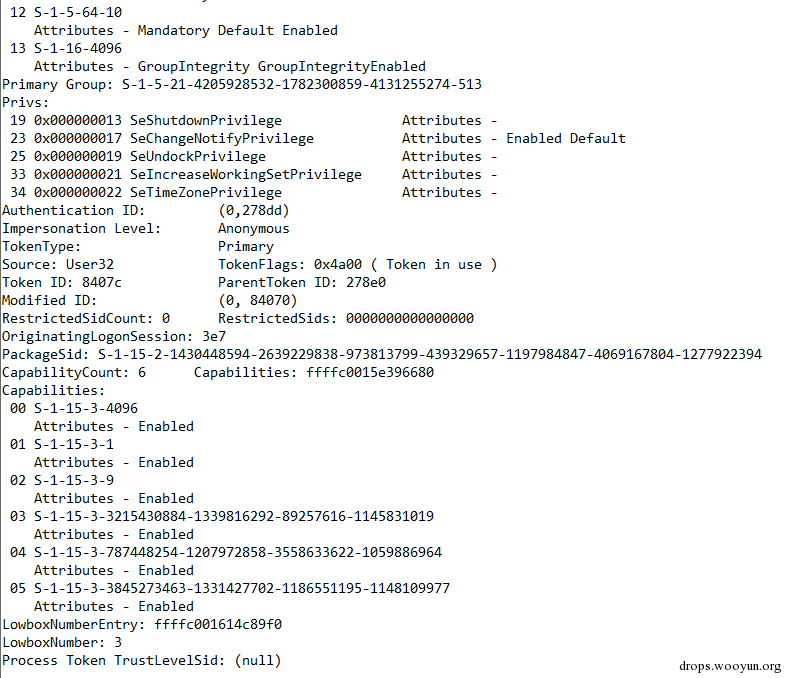 12 S-1-5-64-10
Attributes - Mandatory Default Enabled
13 S-1-16-4096
Attributes - GroupIntegrity GroupIntegrityEnabled
Primary Group: S-1-5-21-4205928532-1782300859-4131255274-513
Privs:
19 0x000000013 SeShutdownPrivilege Attributes -
23 0x000000017 SeChangeNotifyPrivilege Attributes - Enabled Default
25 0x000000019 SeUndockPrivilege Attributes -
33 0x000000021 SeIncreaseWorkingSetPrivilege Attributes -
34 0x000000022 SeTimeZonePrivilege Attributes -
Authentication ID: (0,278dd)
Impersonation Level: Anonymous
TokenType: Primary
Source: User32 TokenFlags: 0x4a00 ( Token in use )
Token ID: 8407c ParentToken ID: 278e0
Modified ID: (0, 84070)
RestrictedSidCount: 0 RestrictedSids: 0000000000000000
OriginatingLogonSession: 3e7
PackageSid: S-1-15-2-1430448594-2639229838-973813799-439329657-1197984847-4069167804-1277922394
CapabilityCount: 6 Capabilities: ffffc0015e396680
Capabilities:
00 S-1-15-3-4096
Attributes - Enabled
01 S-1-15-3-1
Attributes - Enabled
02 S-1-15-3-9
Attributes - Enabled
03 S-1-15-3-3215430884-1339816292-89257616-1145831019
Attributes - Enabled
04 S-1-15-3-787448254-1207972858-3558633622-1059886964
Attributes - Enabled
05 S-1-15-3-3845273463-1331427702-1186551195-1148109977
Attributes - Enabled
LowboxNumberEntry: ffffc001614c89f0
LowboxNumber: 3
Process Token TrustLevelSid: (null)
drops.wooyun.org